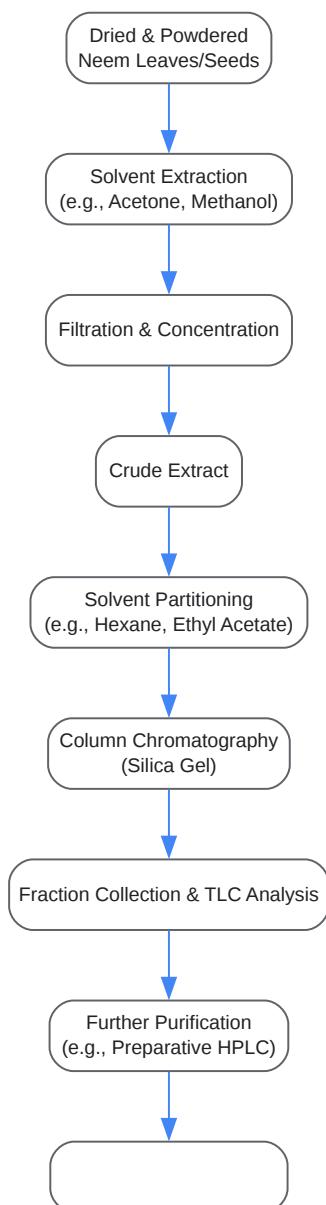 Dried & Powdered
Neem Leaves/Seeds
Solvent Extraction
(e.g., Acetone, Methanol)
Filtration & Concentration
Crude Extract
Solvent Partitioning
(e.g., Hexane, Ethyl Acetate)
Column Chromatography
(Silica Gel)
Fraction Collection & TLC Analysis
Further Purification
(e.g., Preparative HPLC)